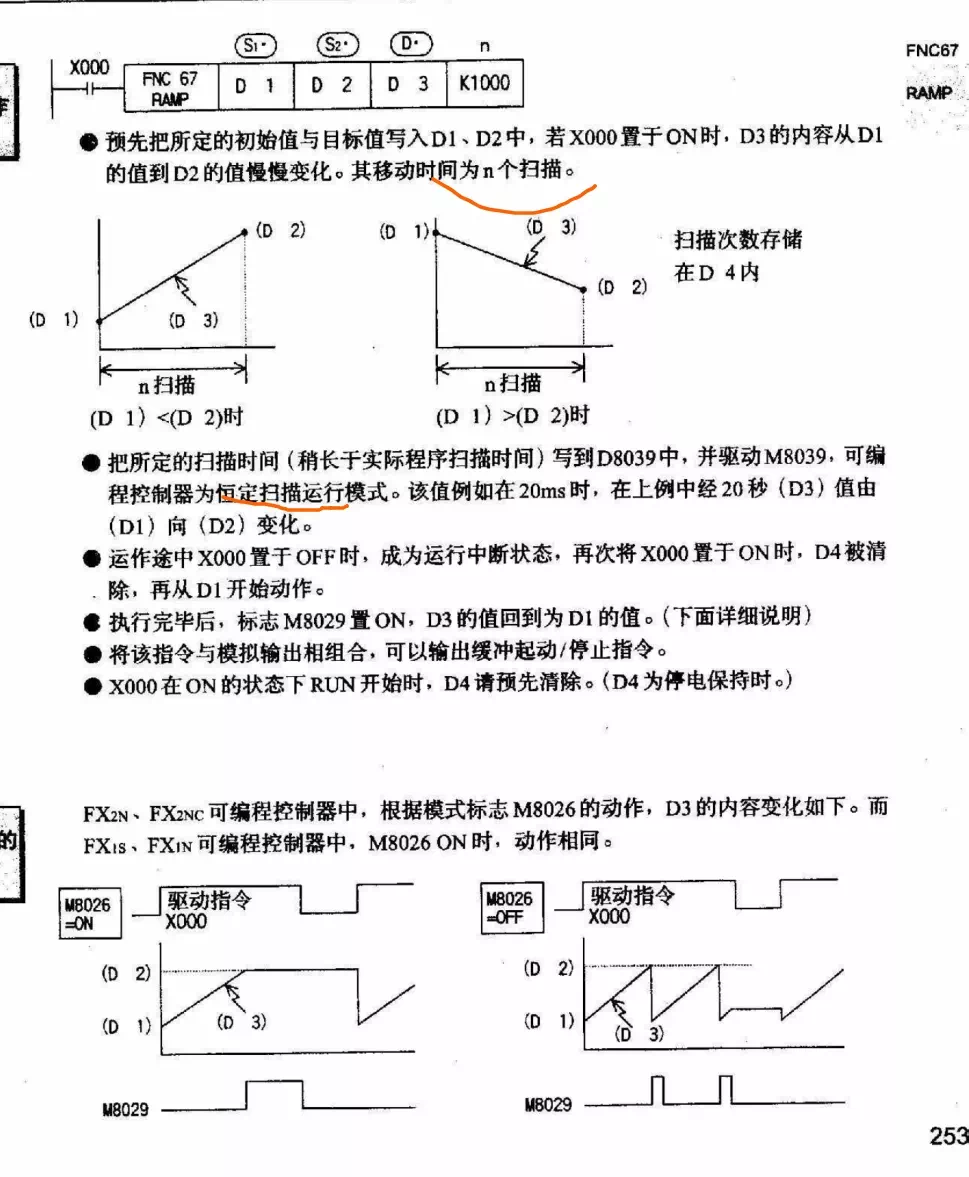 S1· S2· D· n
FNC67
X000 FNC 67 RAMP D 1 D 2 D 3 K1000
RAMP
● 预先把所定的初始值与目标值写入D1、D2中，若X000置于ON时，D3的内容从D1
的值到D2的值慢慢变化。其移动时间为n个扫描。
(D 2) (D 1) (D 3)
扫描次数存储
在D 4内
(D 1) (D 3) (D 2)
n扫描 n扫描
(D 1) <(D 2)时 (D 1) >(D 2)时
● 把所定的扫描时间（稍长于实际程序扫描时间）写到D8039中，并驱动M8039，可编
程控制器为恒定扫描运行模式。该值例如在20ms时，在上例中经20秒（D3）值由
（D1）向（D2）变化。
● 运作途中X000置于OFF时，成为运行中断状态，再次将X000置于ON时，D4被清
除，再从D1开始动作。
● 执行完毕后，标志M8029置ON，D3的值回到为D1的值。（下面详细说明）
● 将该指令与模拟输出相组合，可以输出缓冲起动/停止指令。
● X000在ON的状态下RUN开始时，D4请预先清除。（D4为停电保持时。）
FX2N、FX2NC可编程控制器中，根据模式标志M8026的动作，D3的内容变化如下。而
的
FX1S、FX1N可编程控制器中，M8026 ON时，动作相同。
M8026 驱动指令 M8026 驱动指令
=ON X000 =OFF X000
(D 2) (D 2)
(D 1) (D 3) (D 1) (D 3)
M8029 M8029
253